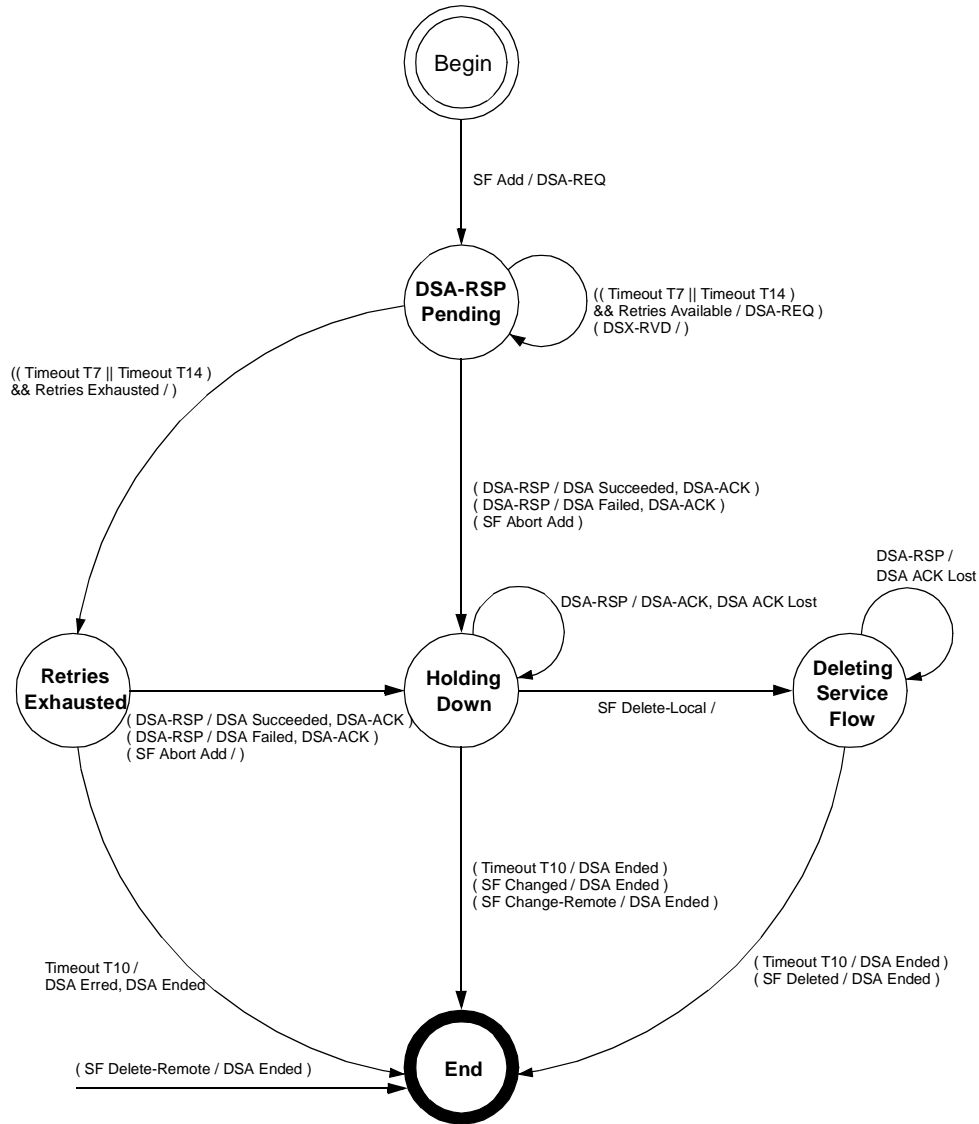 Begin
SF Add / DSA-REQ
DSA-RSP
Pending
(( Timeout T7 || Timeout T14 )
&& Retries Available / DSA-REQ )
( DSX-RVD / )
(( Timeout T7 || Timeout T14 )
&& Retries Exhausted / )
( DSA-RSP / DSA Succeeded, DSA-ACK )
( DSA-RSP / DSA Failed, DSA-ACK )
( SF Abort Add )
DSA-RSP /
DSA ACK Lost
DSA-RSP / DSA-ACK, DSA ACK Lost
Retries
Exhausted
Holding
Down
Deleting
Service
Flow
SF Delete-Local /
( DSA-RSP / DSA Succeeded, DSA-ACK )
( DSA-RSP / DSA Failed, DSA-ACK )
( SF Abort Add / )
( Timeout T10 / DSA Ended )
( SF Changed / DSA Ended )
( SF Change-Remote / DSA Ended )
Timeout T10 /
DSA Erred, DSA Ended
( Timeout T10 / DSA Ended )
( SF Deleted / DSA Ended )
( SF Delete-Remote / DSA Ended )
End